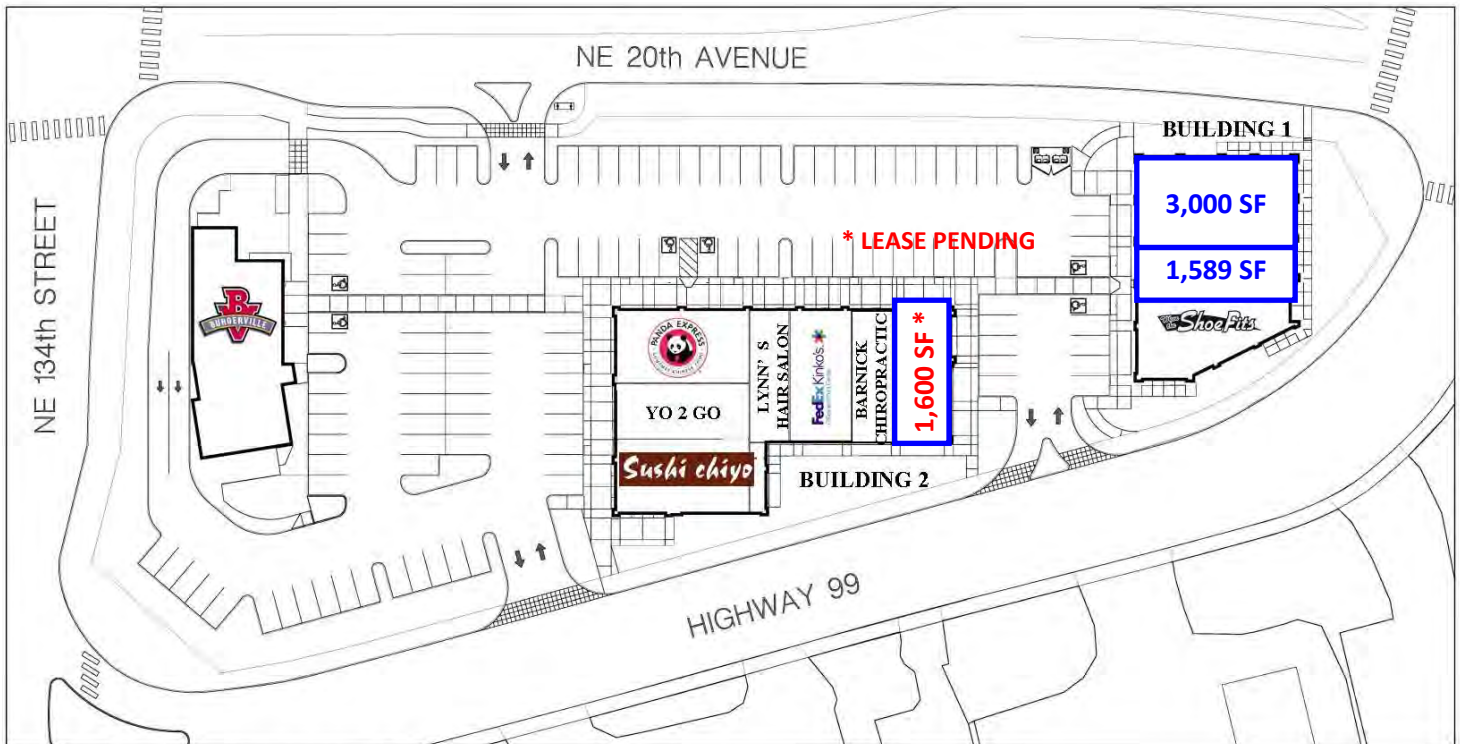 NE 20th AVENUE
BUILDING 1
3,000 SF
* LEASE PENDING
1,589 SF
ShoeFits
NE 134th STREET
BV
BURGERVILLE
PANDA EXPRESS
LYNN' S
HAIR SALON
FedEx Kinko's
BARNICK
CHIROPRACTIC
1,600 SF *
YO 2 GO
Sushi chiyo
BUILDING 2
HIGHWAY 99